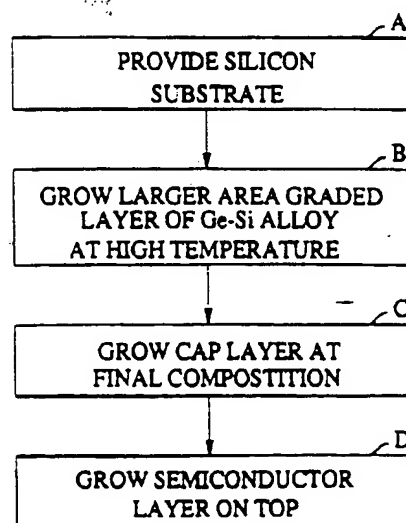 A
PROVIDE SILICON
SUBSTRATE
B
GROW LARGER AREA GRADED
LAYER OF Ge-Si ALLOY
AT HIGH TEMPERATURE
C
GROW CAP LAYER AT
FINAL COMPOSTITION
D
GROW SEMICONDUCTOR
LAYER ON TOP